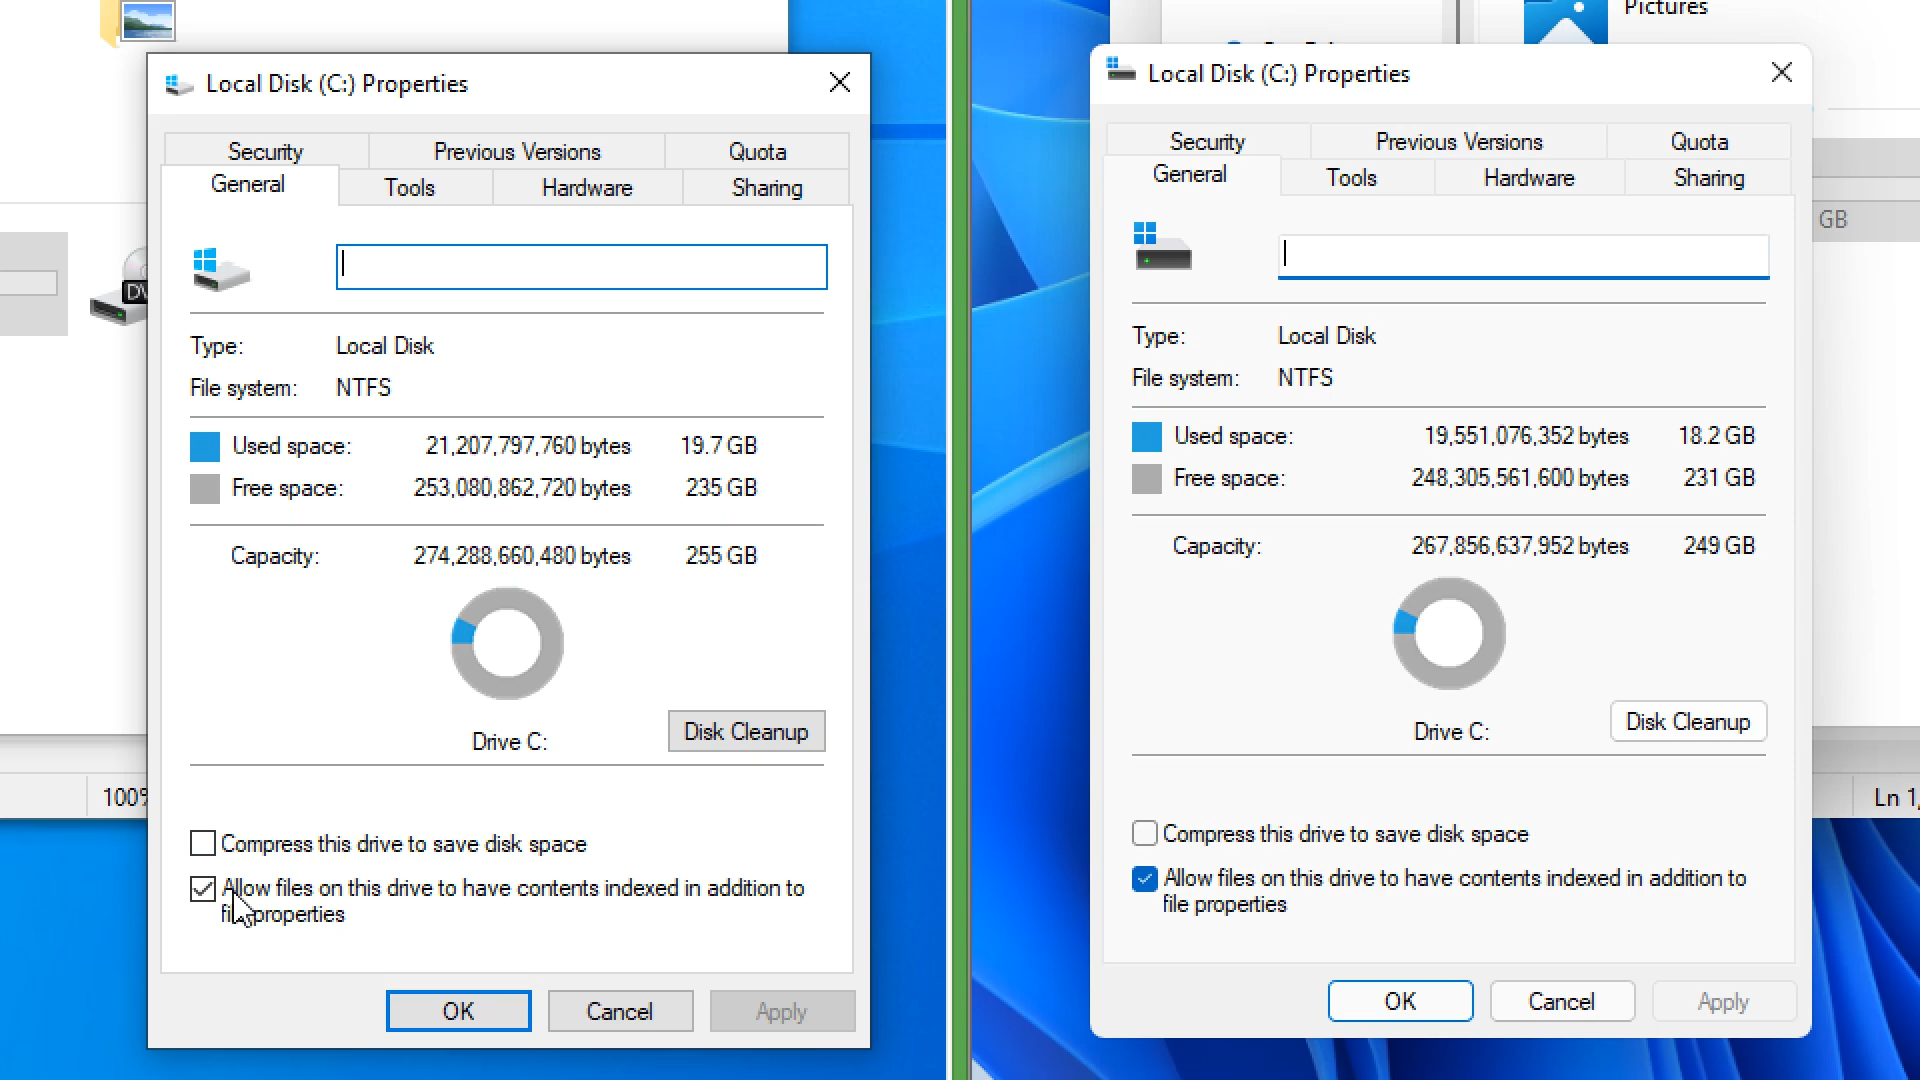 Local Disk (C:) Properties
Security Previous Versions Quota
General Tools Hardware Sharing
Type: Local Disk
File system: NTFS
Used space: 21,207,797,760 bytes 19.7 GB
Free space: 253,080,862,720 bytes 235 GB
Capacity: 274,288,660,480 bytes 255 GB
Drive C:
Disk Cleanup
Compress this drive to save disk space
Allow files on this drive to have contents indexed in addition to
file properties
OK Cancel Apply
100%
Pictures
Local Disk (C:) Properties
Security Previous Versions Quota
General Tools Hardware Sharing
Type: Local Disk
File system: NTFS
Used space: 19,551,076,352 bytes 18.2 GB
Free space: 248,305,561,600 bytes 231 GB
Capacity: 267,856,637,952 bytes 249 GB
Drive C:
Disk Cleanup
Compress this drive to save disk space
Allow files on this drive to have contents indexed in addition to
file properties
OK Cancel Apply
GB
Ln 1,